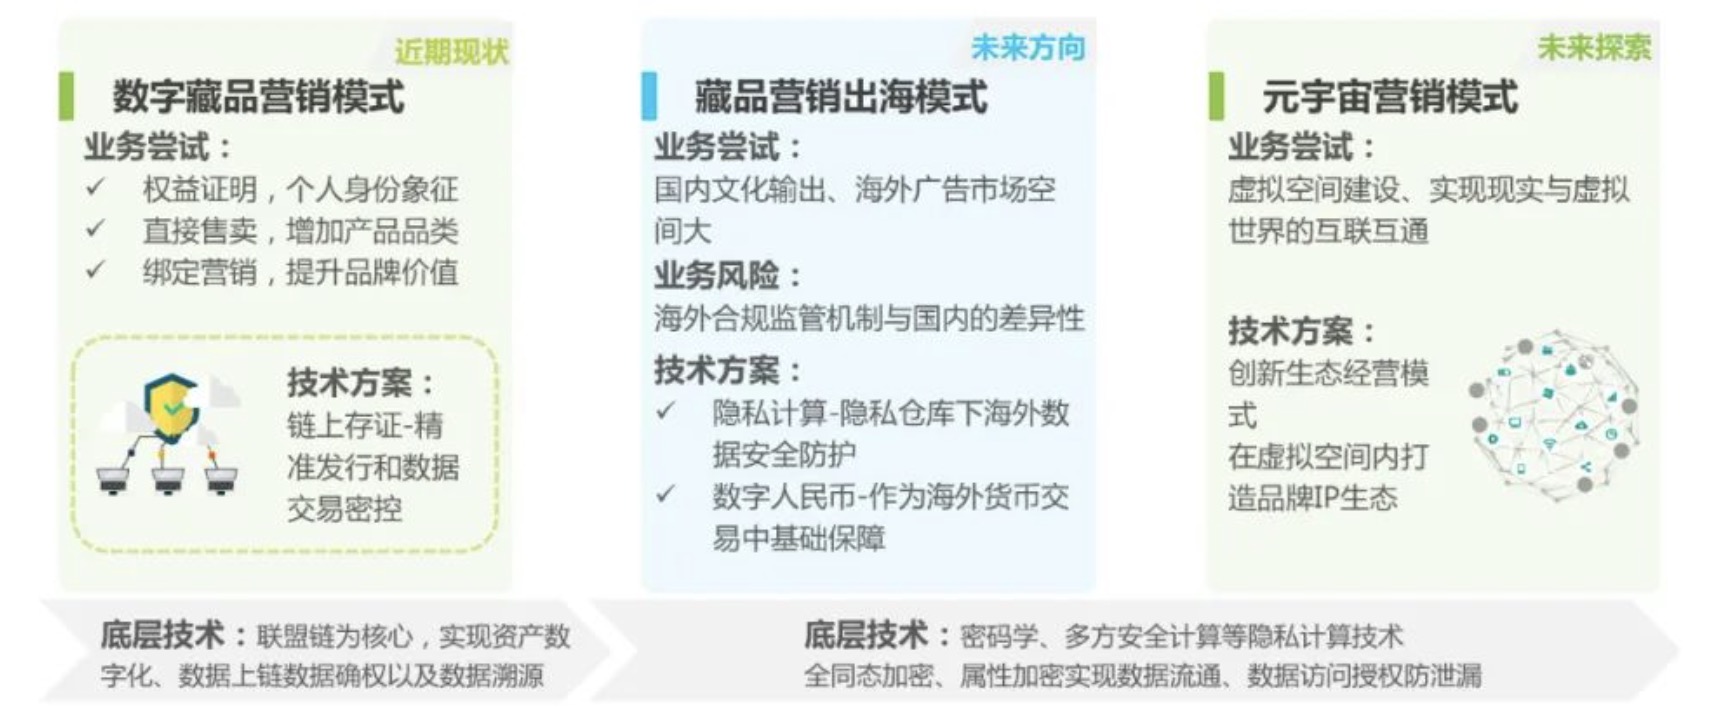 近期现状
数字藏品营销模式
业务尝试：
✓ 权益证明，个人身份象征
✓ 直接售卖，增加产品品类
✓ 绑定营销，提升品牌价值
技术方案：
链上存证-精
准发行和数据
交易密控
未来方向
藏品营销出海模式
业务尝试：
国内文化输出、海外广告市场空
间大
业务风险：
海外合规监管机制与国内的差异性
技术方案：
✓ 隐私计算-隐私仓库下海外数
据安全防护
✓ 数字人民币-作为海外货币交
易中基础保障
未来探索
元宇宙营销模式
业务尝试：
虚拟空间建设、实现现实与虚拟
世界的互联互通
技术方案：
创新生态经营模
式
在虚拟空间内打
造品牌IP生态
底层技术：联盟链为核心，实现资产数
字化、数据上链数据确权以及数据溯源
底层技术：密码学、多方安全计算等隐私计算技术
全同态加密、属性加密实现数据流通、数据访问授权防泄漏